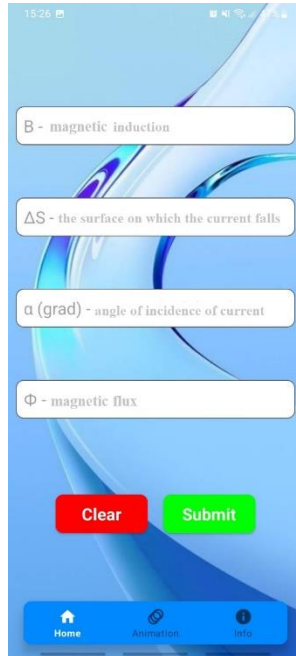 15:26
B - magnetic induction
ΔS - the surface on which the current falls
α (grad) - angle of incidence of current
Φ - magnetic flux
Clear Submit
Home Animation Info